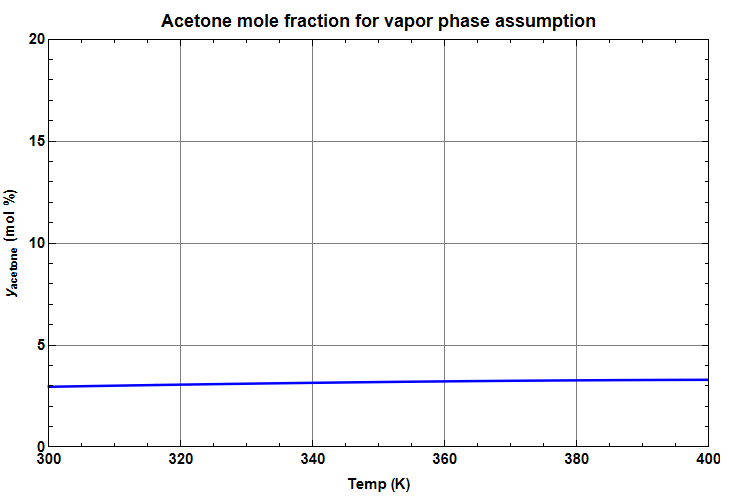 Acetone mole fraction for vapor phase assumption
20
15
10
5
0
yacetone (mol %)
300 320 340 360 380 400
Temp (K)